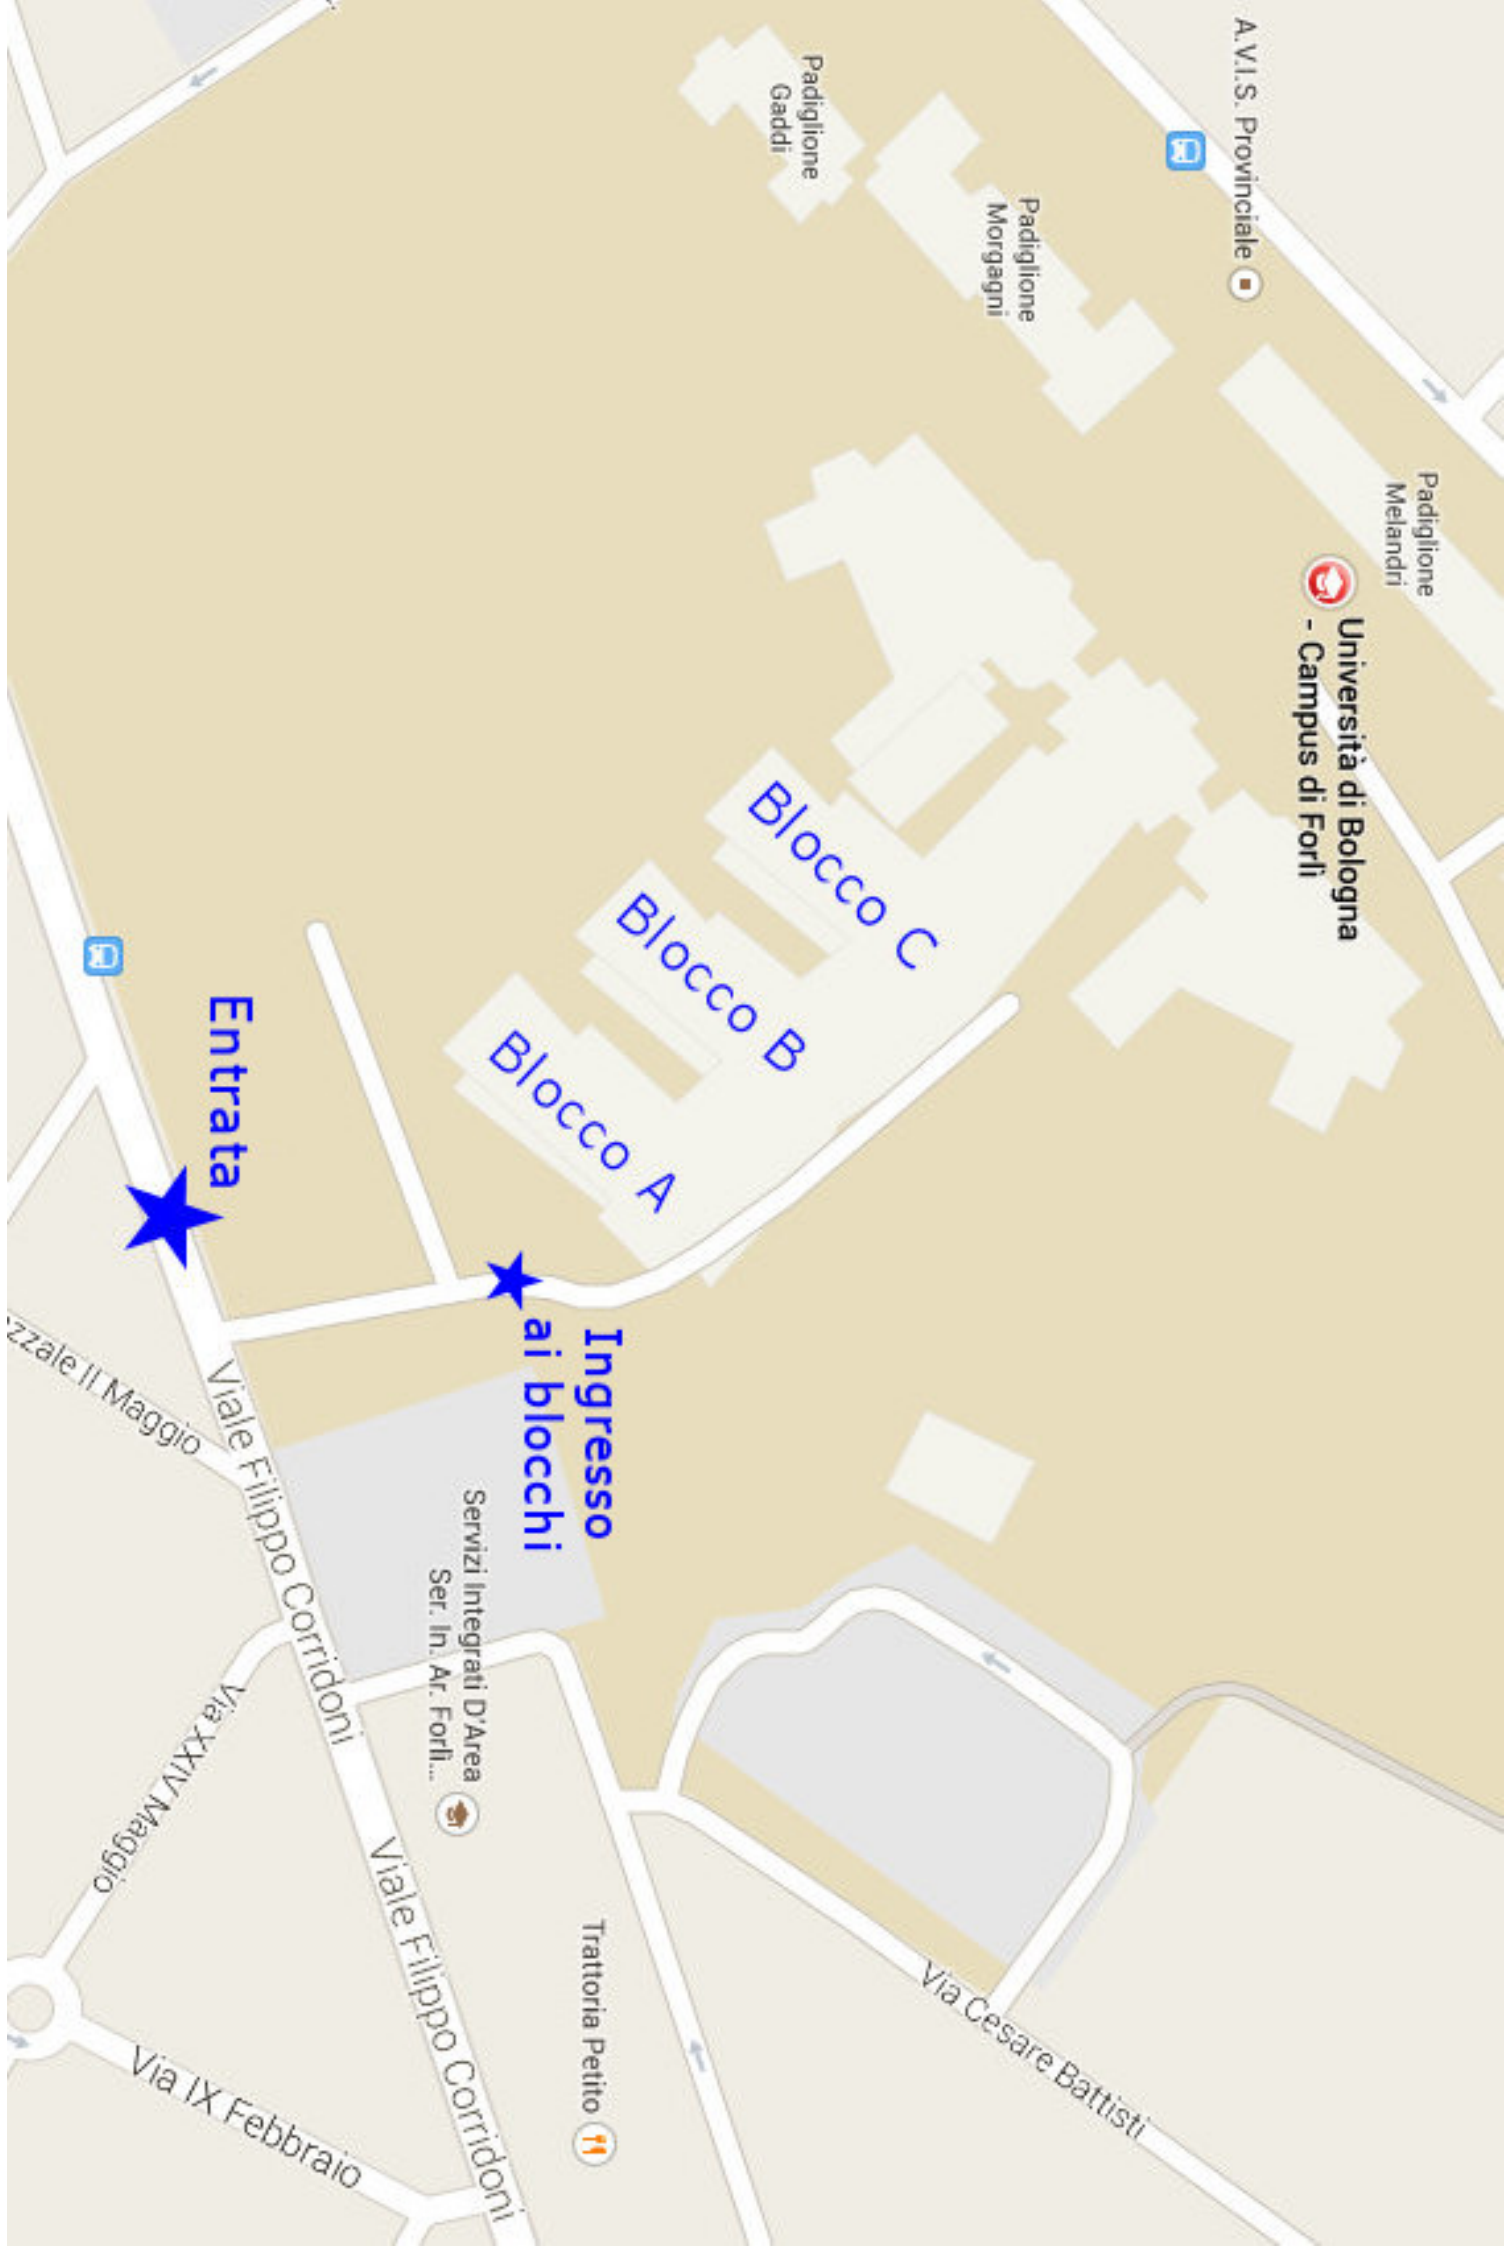 A.V.I.S. Provinciale
Padiglione
Gaddi
Padiglione
Morgagni
Padiglione
Melandri
Università di Bologna
- Campus di Forlì
Blocco C
Blocco B
Blocco A
Entrata
Ingresso
ai blocchi
zzale II Maggio
Viale Filippo Corridoni
Servizi Integrati D'Area
Ser. In. Ar. Forlì...
Via XXIV Maggio
Viale Filippo Corridoni
Trattoria Petito
Via Cesare Battisti
Via IX Febbraio